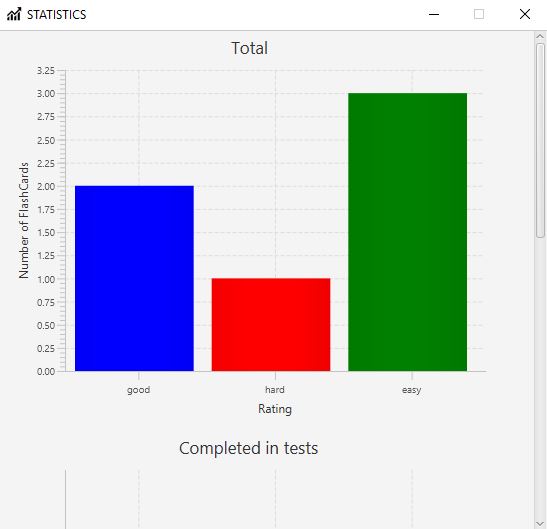 STATISTICS
Total
3.25
3.00
2.75
2.50
2.25
2.00
1.75
1.50
1.25
1.00
0.75
0.50
0.25
0.00
Number of FlashCards
good hard easy
Rating
Completed in tests